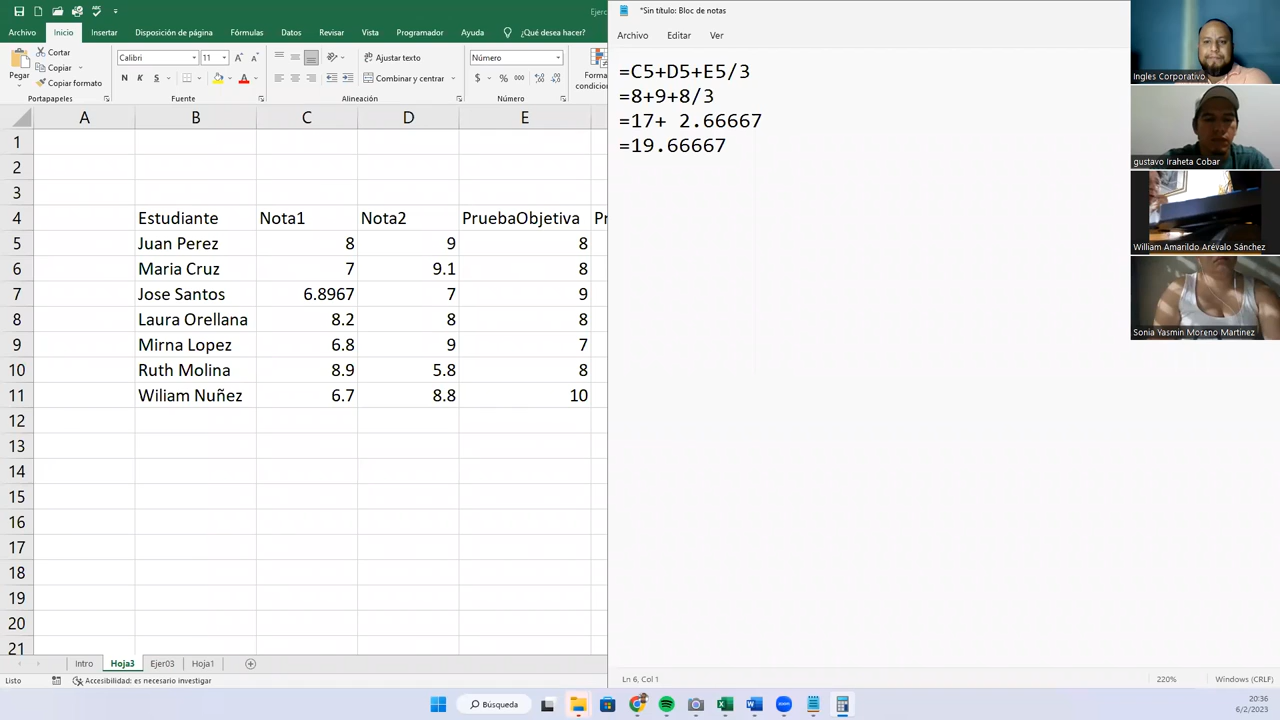 Ejerc
Archivo Inicio Insertar Disposición de página Fórmulas Datos Revisar Vista Programador Ayuda ¿Qué desea hacer?
Pegar
Cortar
Copiar
Copiar formato
Portapapeles
Calibri 11
N K S
Fuente
Ajustar texto
Combinar y centrar
Alineación
Número
$ % 000
Número
Forma
condicion
A B C D E
1
2
3
4 Estudiante Nota1 Nota2 PruebaObjetiva Pr
5 Juan Perez 8 9 8
6 Maria Cruz 7 9.1 8
7 Jose Santos 6.8967 7 9
8 Laura Orellana 8.2 8 8
9 Mirna Lopez 6.8 9 7
10 Ruth Molina 8.9 5.8 8
11 Wiliam Nuñez 6.7 8.8 10
12
13
14
15
16
17
18
19
20
21
Intro Hoja3 Ejer03 Hoja1
Listo Accesibilidad: es necesario investigar
*Sin título: Bloc de notas
Archivo Editar Ver
=C5+D5+E5/3
=8+9+8/3
=17+ 2.66667
=19.66667
Ln 6, Col 1 220% Windows (CRLF)
Ingles Corporativo
gustavo Iraheta Cobar
William Amarildo Arévalo Sánchez
Sonia Yasmin Moreno Martinez
Búsqueda
20:36
6/2/2023